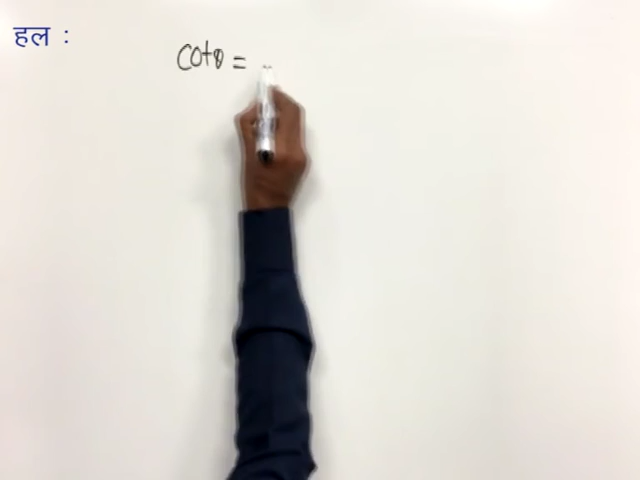 हल :
cotθ =